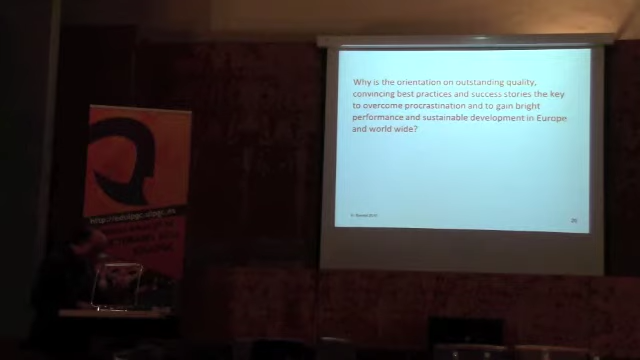 Why is the orientation on outstanding quality,
convincing best practices and success stories the key
to overcome procrastination and to gain bright
performance and sustainable development in Europe
and world wide?